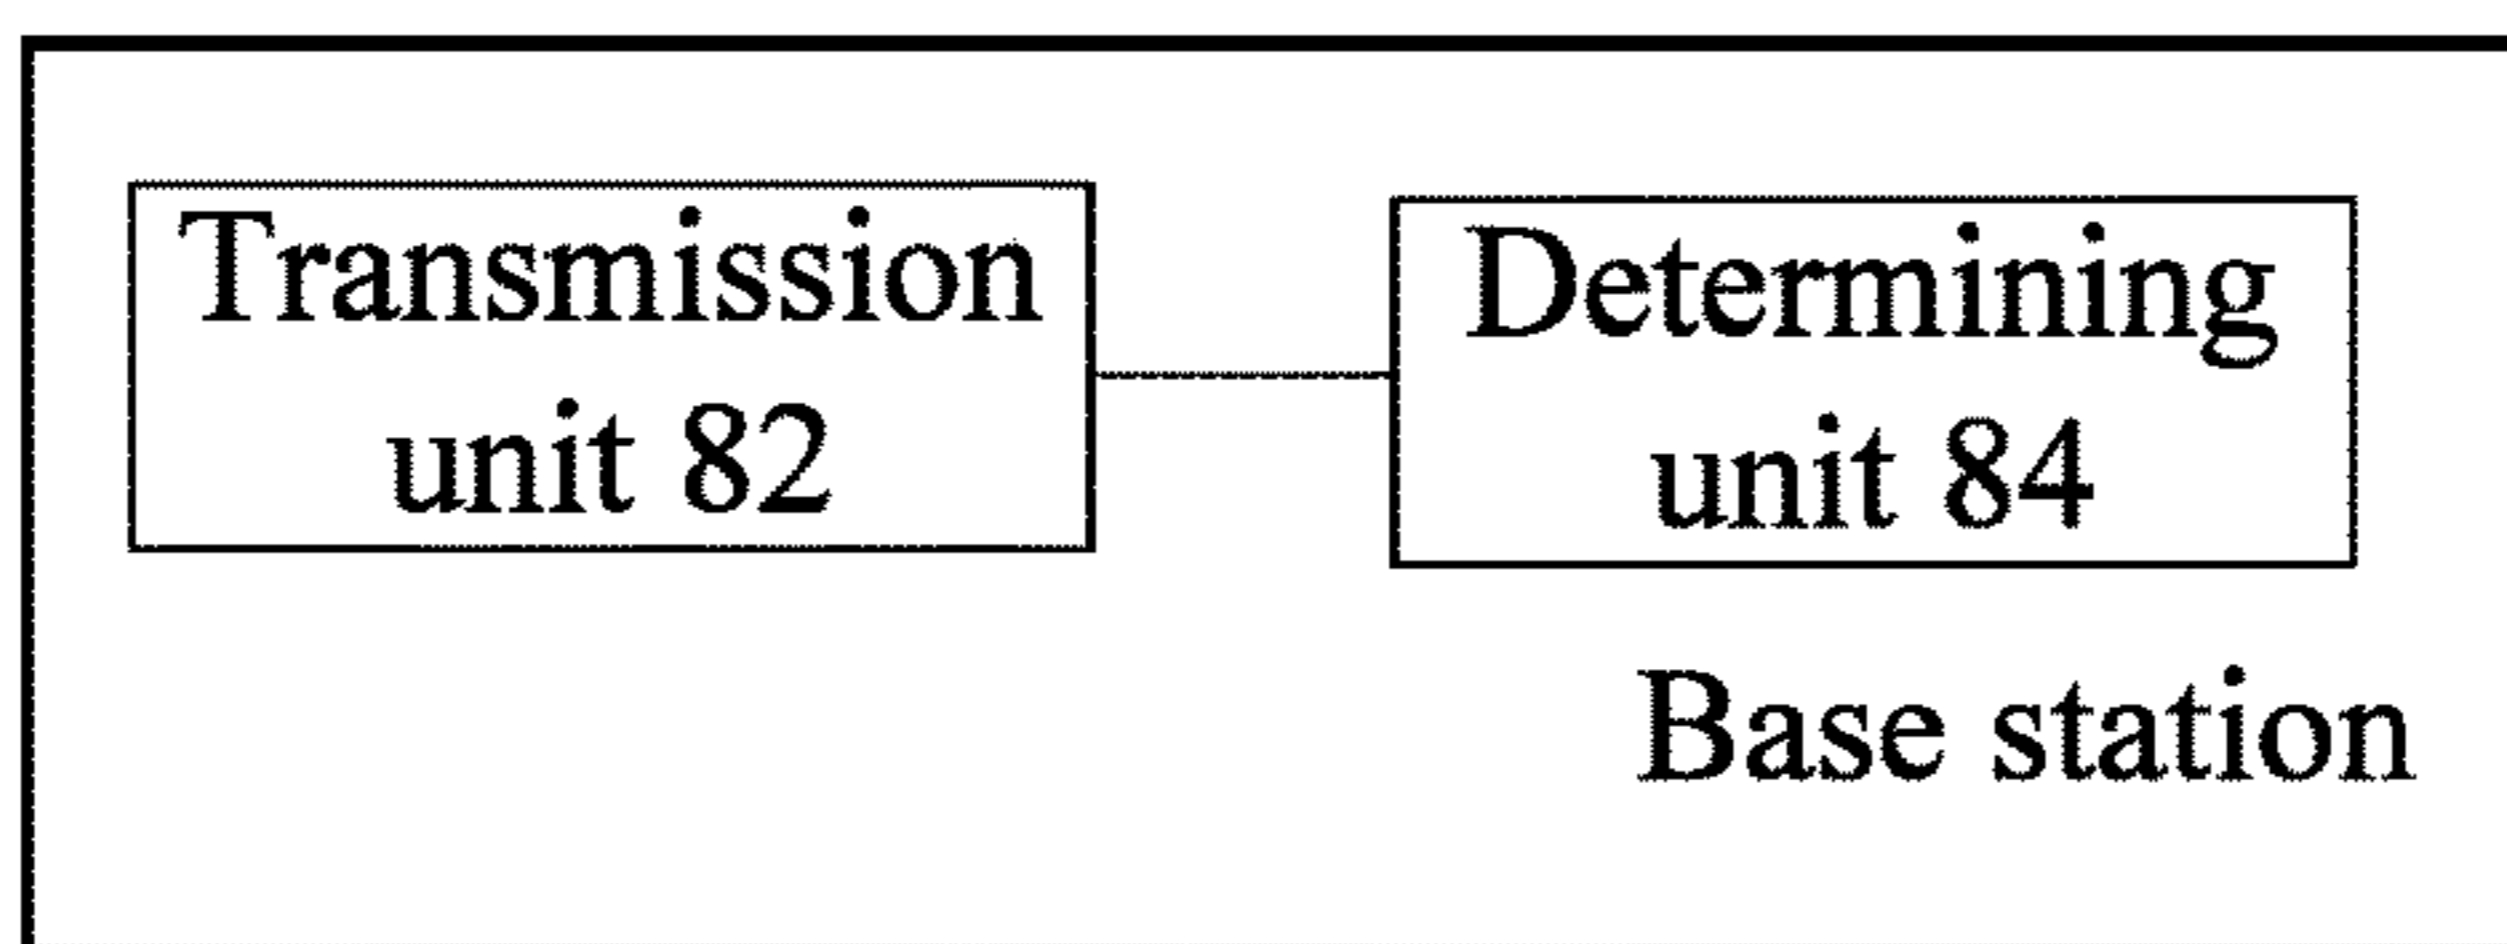 Transmission
unit 82
Determining
unit 84
Base station